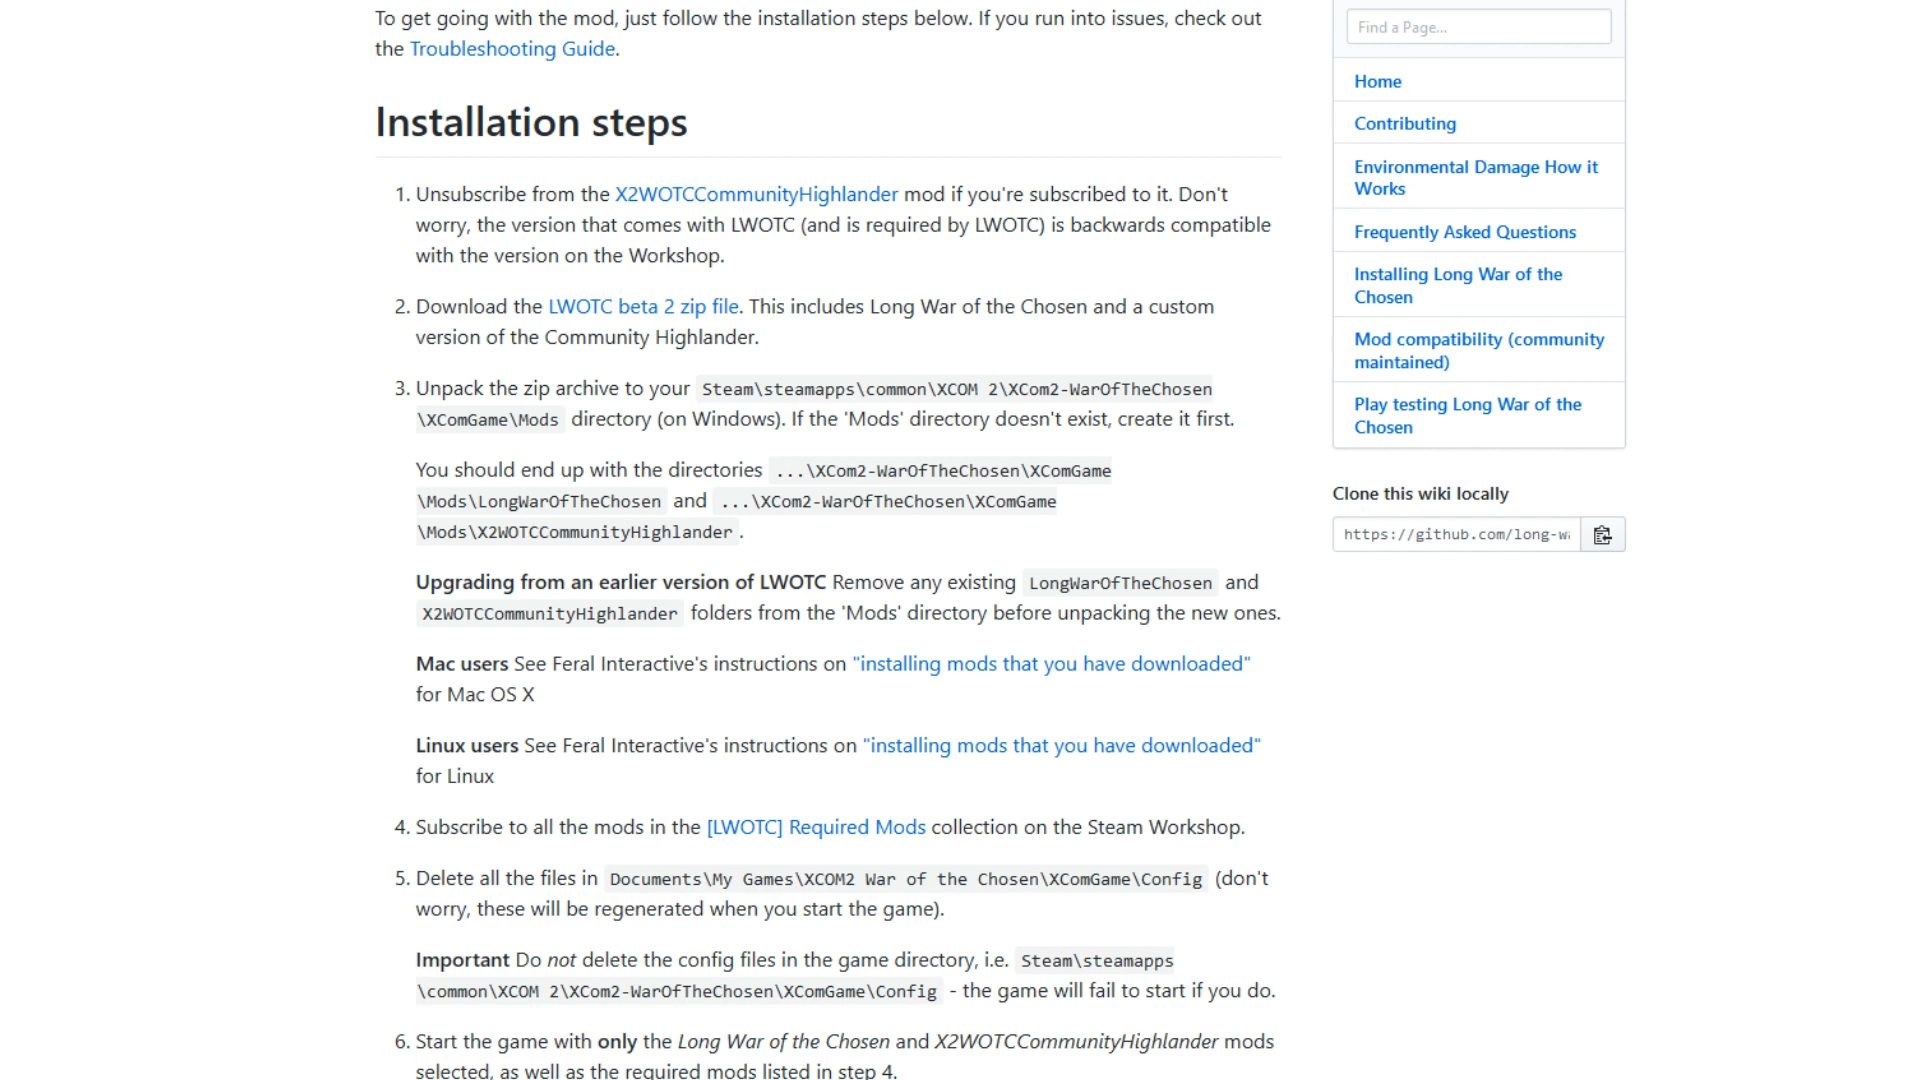 To get going with the mod, just follow the installation steps below. If you run into issues, check out
the Troubleshooting Guide.
Installation steps
1. Unsubscribe from the X2WOTCCommunityHighlander mod if you're subscribed to it. Don't
worry, the version that comes with LWOTC (and is required by LWOTC) is backwards compatible
with the version on the Workshop.
2. Download the LWOTC beta 2 zip file. This includes Long War of the Chosen and a custom
version of the Community Highlander.
3. Unpack the zip archive to your Steam\steamapps\common\XCOM 2\XCom2-WarOfTheChosen
\XComGame\Mods directory (on Windows). If the 'Mods' directory doesn't exist, create it first.
You should end up with the directories ...\XCom2-WarOfTheChosen\XComGame
\Mods\LongWarOfTheChosen and ...\XCom2-WarOfTheChosen\XComGame
\Mods\X2WOTCCommunityHighlander.
Upgrading from an earlier version of LWOTC Remove any existing LongWarOfTheChosen and
X2WOTCCommunityHighlander folders from the 'Mods' directory before unpacking the new ones.
Mac users See Feral Interactive's instructions on "installing mods that you have downloaded"
for Mac OS X
Linux users See Feral Interactive's instructions on "installing mods that you have downloaded"
for Linux
4. Subscribe to all the mods in the [LWOTC] Required Mods collection on the Steam Workshop.
5. Delete all the files in Documents\My Games\XCOM2 War of the Chosen\XComGame\Config (don't
worry, these will be regenerated when you start the game).
Important Do not delete the config files in the game directory, i.e. Steam\steamapps
\common\XCOM 2\XCom2-WarOfTheChosen\XComGame\Config - the game will fail to start if you do.
6. Start the game with only the Long War of the Chosen and X2WOTCCommunityHighlander mods
selected, as well as the required mods listed in step 4.
Find a Page...
Home
Contributing
Environmental Damage How it
Works
Frequently Asked Questions
Installing Long War of the
Chosen
Mod compatibility (community
maintained)
Play testing Long War of the
Chosen
Clone this wiki locally
https://github.com/long-w